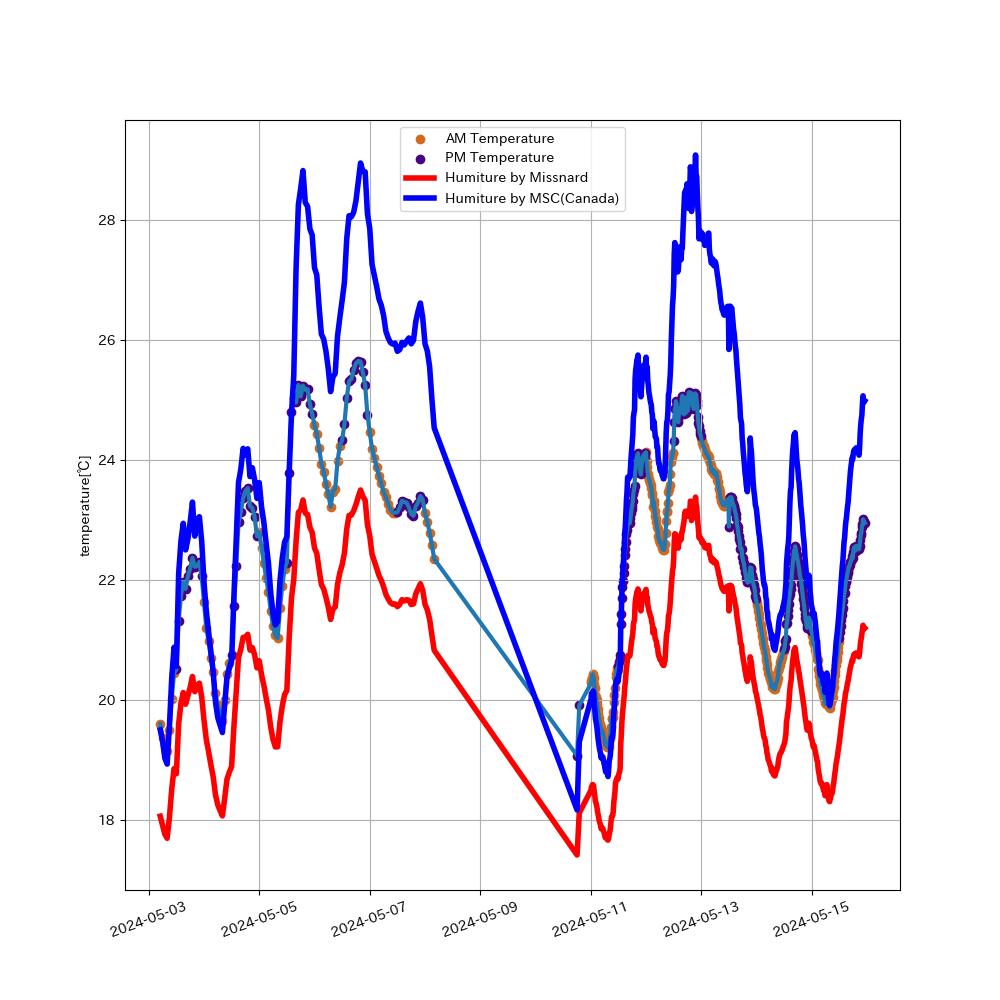 AM Temperature
PM Temperature
Humiture by Missnard
Humiture by MSC(Canada)
temperature[℃]
28
26
24
22
20
18
2024-05-03
2024-05-05
2024-05-07
2024-05-09
2024-05-11
2024-05-13
2024-05-15